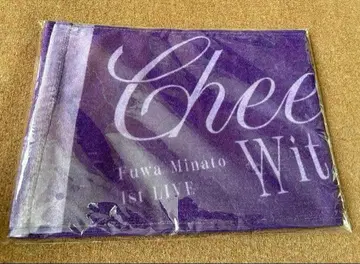 Chee
Wit
Fuwa Minato
1st LIVE